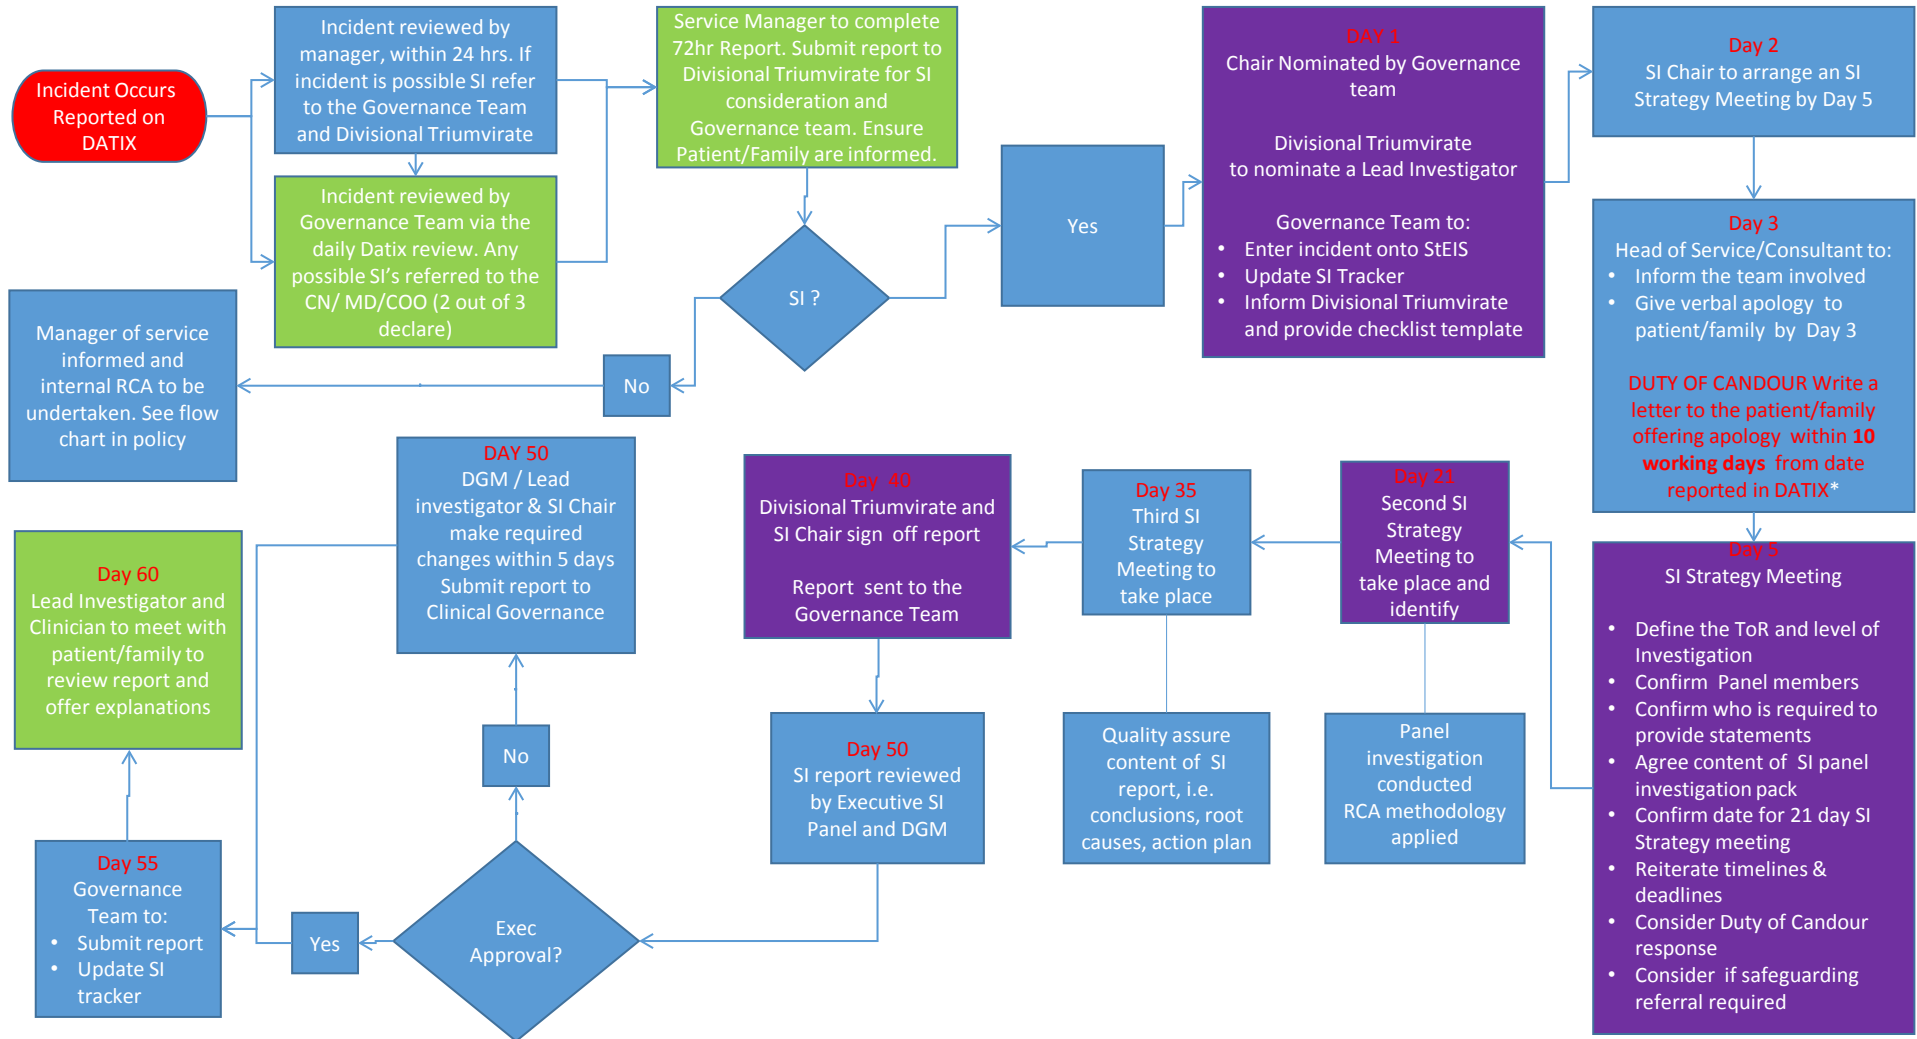 Incident Occurs
Reported on
DATIX
Incident reviewed by
manager, within 24 hrs. If
incident is possible SI refer
to the Governance Team
and Divisional Triumvirate
Incident reviewed by
Governance Team via the
daily Datix review. Any
possible SI's referred to the
CN/ MD/COO (2 out of 3
declare)
Service Manager to complete
72hr Report. Submit report to
Divisional Triumvirate for SI
consideration and
Governance team. Ensure
Patient/Family are informed.
SI ?
Yes
No
Manager of service
informed and
internal RCA to be
undertaken. See flow
chart in policy
DAY 1
Chair Nominated by Governance
team
Divisional Triumvirate
to nominate a Lead Investigator
Governance Team to:
• Enter incident onto StEIS
• Update SI Tracker
• Inform Divisional Triumvirate
and provide checklist template
Day 2
SI Chair to arrange an SI
Strategy Meeting by Day 5
Day 3
Head of Service/Consultant to:
• Inform the team involved
• Give verbal apology to
patient/family by Day 3
DUTY OF CANDOUR Write a
letter to the patient/family
offering apology within 10
working days from date
reported in DATIX*
Day 5
SI Strategy Meeting
• Define the ToR and level of
Investigation
• Confirm Panel members
• Confirm who is required to
provide statements
• Agree content of SI panel
investigation pack
• Confirm date for 21 day SI
Strategy meeting
• Reiterate timelines &
deadlines
• Consider Duty of Candour
response
• Consider if safeguarding
referral required
Day 21
Second SI
Strategy
Meeting to
take place and
identify
Panel
investigation
conducted
RCA methodology
applied
Day 35
Third SI
Strategy
Meeting to
take place
Quality assure
content of SI
report, i.e.
conclusions, root
causes, action plan
Day 40
Divisional Triumvirate and
SI Chair sign off report
Report sent to the
Governance Team
Day 50
SI report reviewed
by Executive SI
Panel and DGM
Exec
Approval?
No
Yes
DAY 50
DGM / Lead
investigator & SI Chair
make required
changes within 5 days
Submit report to
Clinical Governance
Day 55
Governance
Team to:
• Submit report
• Update SI
tracker
Day 60
Lead Investigator and
Clinician to meet with
patient/family to
review report and
offer explanations